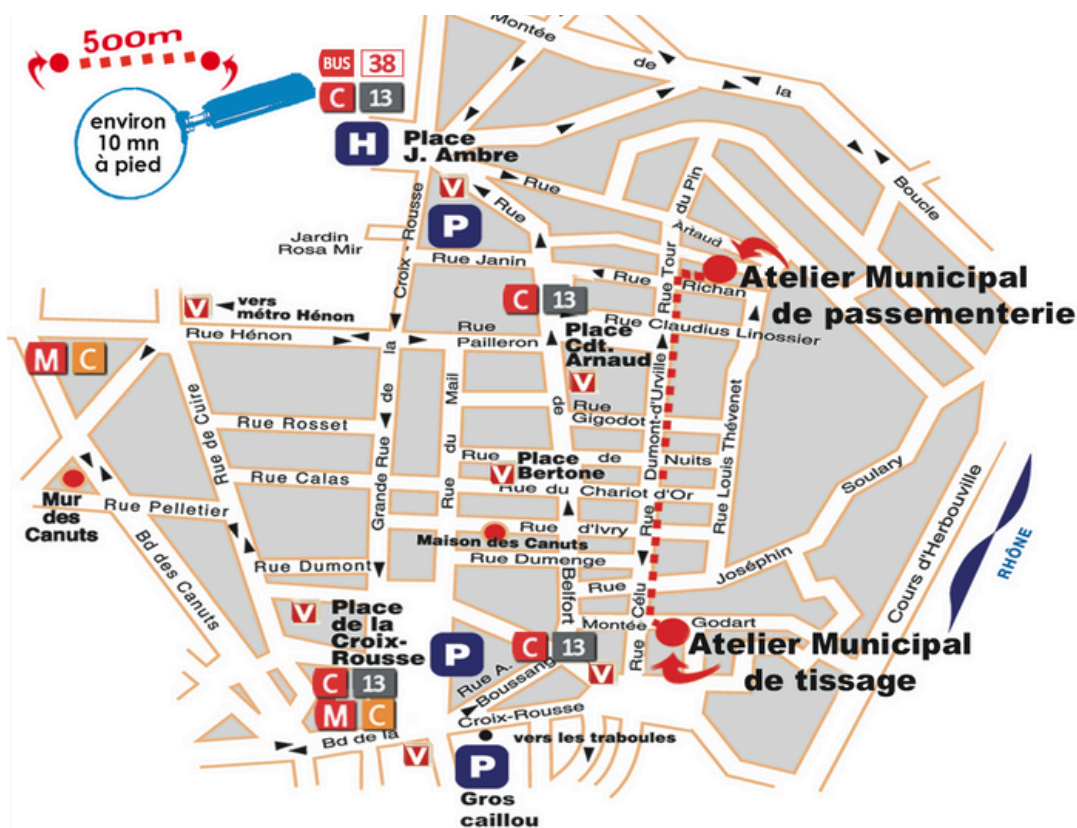 500m
environ
10 mn
à pied
BUS 38
C 13
H
Place
J. Ambre
Montée
de
la
Boucle
V
P
Rue
Rue
du Pin
Artaud
Jardin
Rosa Mir
Croix - Rousse
Rue Janin
Rue
Richan
Rue Tour
Atelier Municipal
de passementerie
V
vers
métro Hénon
Rue Hénon
C 13
Rue
Pailleron
Rue Claudius Linossier
Place
Cdt.
Arnaud
V
M C
la
de
Grande Rue
Rue de Cuire
Mail
du
Rue
de
Belfort
Rue
Gigodot
Rue Dumont-d'Urville
Rue Louis Thévenet
Rue Rosset
Rue de Nuits
Place
Bertone
V
Rue Calas
Rue du Chariot d'Or
Mur
des
Canuts
Rue Pelletier
Rue d'Ivry
Maison des Canuts
Rue Dumenge
Rue Dumont
Rue
Bd des Canuts
Joséphin
Soulary
Cours d'Herbouville
RHÔNE
V
Place
de la
Croix-
Rousse
Montée
Godart
Rue Célu
Atelier Municipal
de tissage
P
C 13
V
Rue A.
Boussange
C 13
M C
Bd de la
Croix-Rousse
V
vers les traboules
P
Gros
caillou